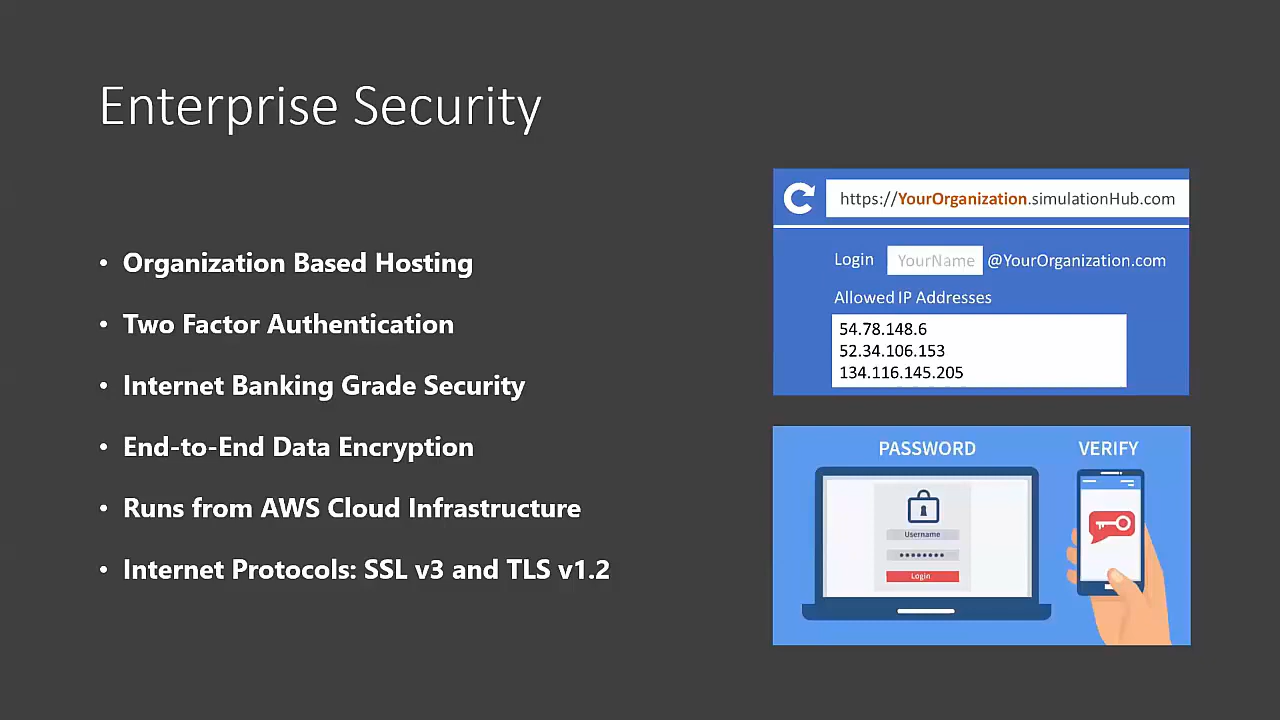 Enterprise Security
• Organization Based Hosting
• Two Factor Authentication
• Internet Banking Grade Security
• End-to-End Data Encryption
• Runs from AWS Cloud Infrastructure
• Internet Protocols: SSL v3 and TLS v1.2
https://YourOrganization.simulationHub.com
Login YourName @YourOrganization.com
Allowed IP Addresses
54.78.148.6
52.34.106.153
134.116.145.205
PASSWORD VERIFY
Username
Login